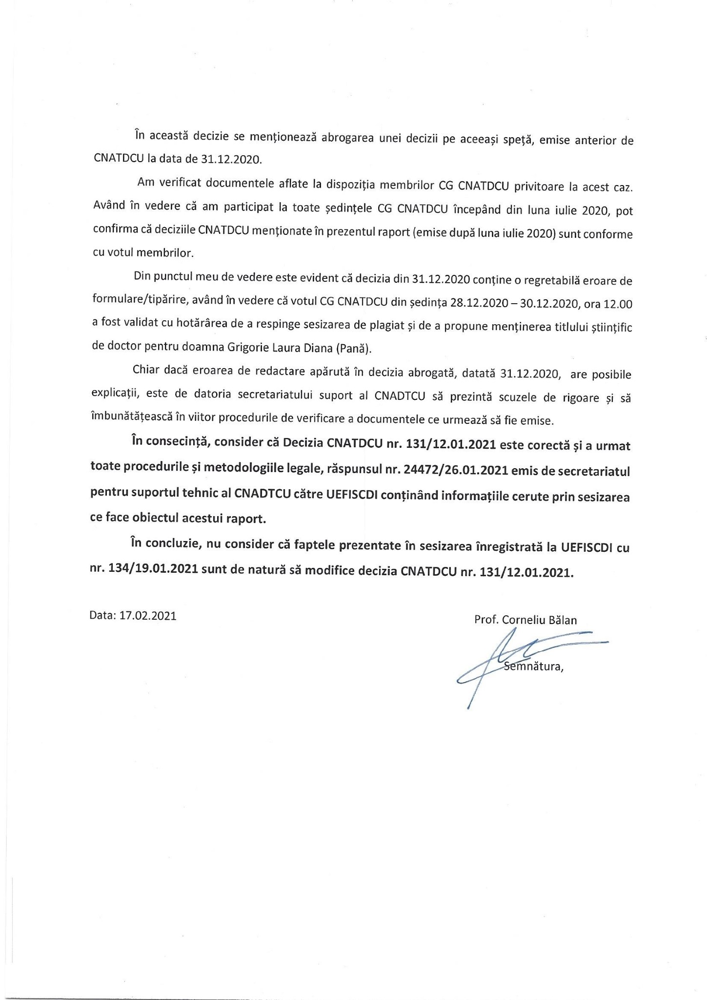 În această decizie se menționează abrogarea unei decizii pe aceeași speță, emise anterior de
CNATDCU la data de 31.12.2020.
Am verificat documentele aflate la dispoziția membrilor CG CNATDCU privitoare la acest caz.
Având în vedere că am participat la toate ședințele CG CNATDCU începând din luna iulie 2020, pot
confirma că deciziile CNATDCU menționate în prezentul raport (emise după luna iulie 2020) sunt conforme
cu votul membrilor.
Din punctul meu de vedere este evident că decizia din 31.12.2020 conține o regretabilă eroare de
formulare/tipărire, având în vedere că votul CG CNATDCU din ședința 28.12.2020 – 30.12.2020, ora 12.00
a fost validat cu hotărârea de a respinge sesizarea de plagiat și de a propune menținerea titlului științific
de doctor pentru doamna Grigorie Laura Diana (Pană).
Chiar dacă eroarea de redactare apărută în decizia abrogată, datată 31.12.2020, are posibile
explicații, este de datoria secretariatului suport al CNADTCU să prezintă scuzele de rigoare și să
îmbunătățească în viitor procedurile de verificare a documentele ce urmează să fie emise.
În consecință, consider că Decizia CNATDCU nr. 131/12.01.2021 este corectă și a urmat
toate procedurile și metodologiile legale, răspunsul nr. 24472/26.01.2021 emis de secretariatul
pentru suportul tehnic al CNADTCU către UEFISCDI conținând informațiile cerute prin sesizarea
ce face obiectul acestui raport.
În concluzie, nu consider că faptele prezentate în sesizarea înregistrată la UEFISCDI cu
nr. 134/19.01.2021 sunt de natură să modifice decizia CNATDCU nr. 131/12.01.2021.
Data: 17.02.2021
Prof. Corneliu Bălan
Semnătura,